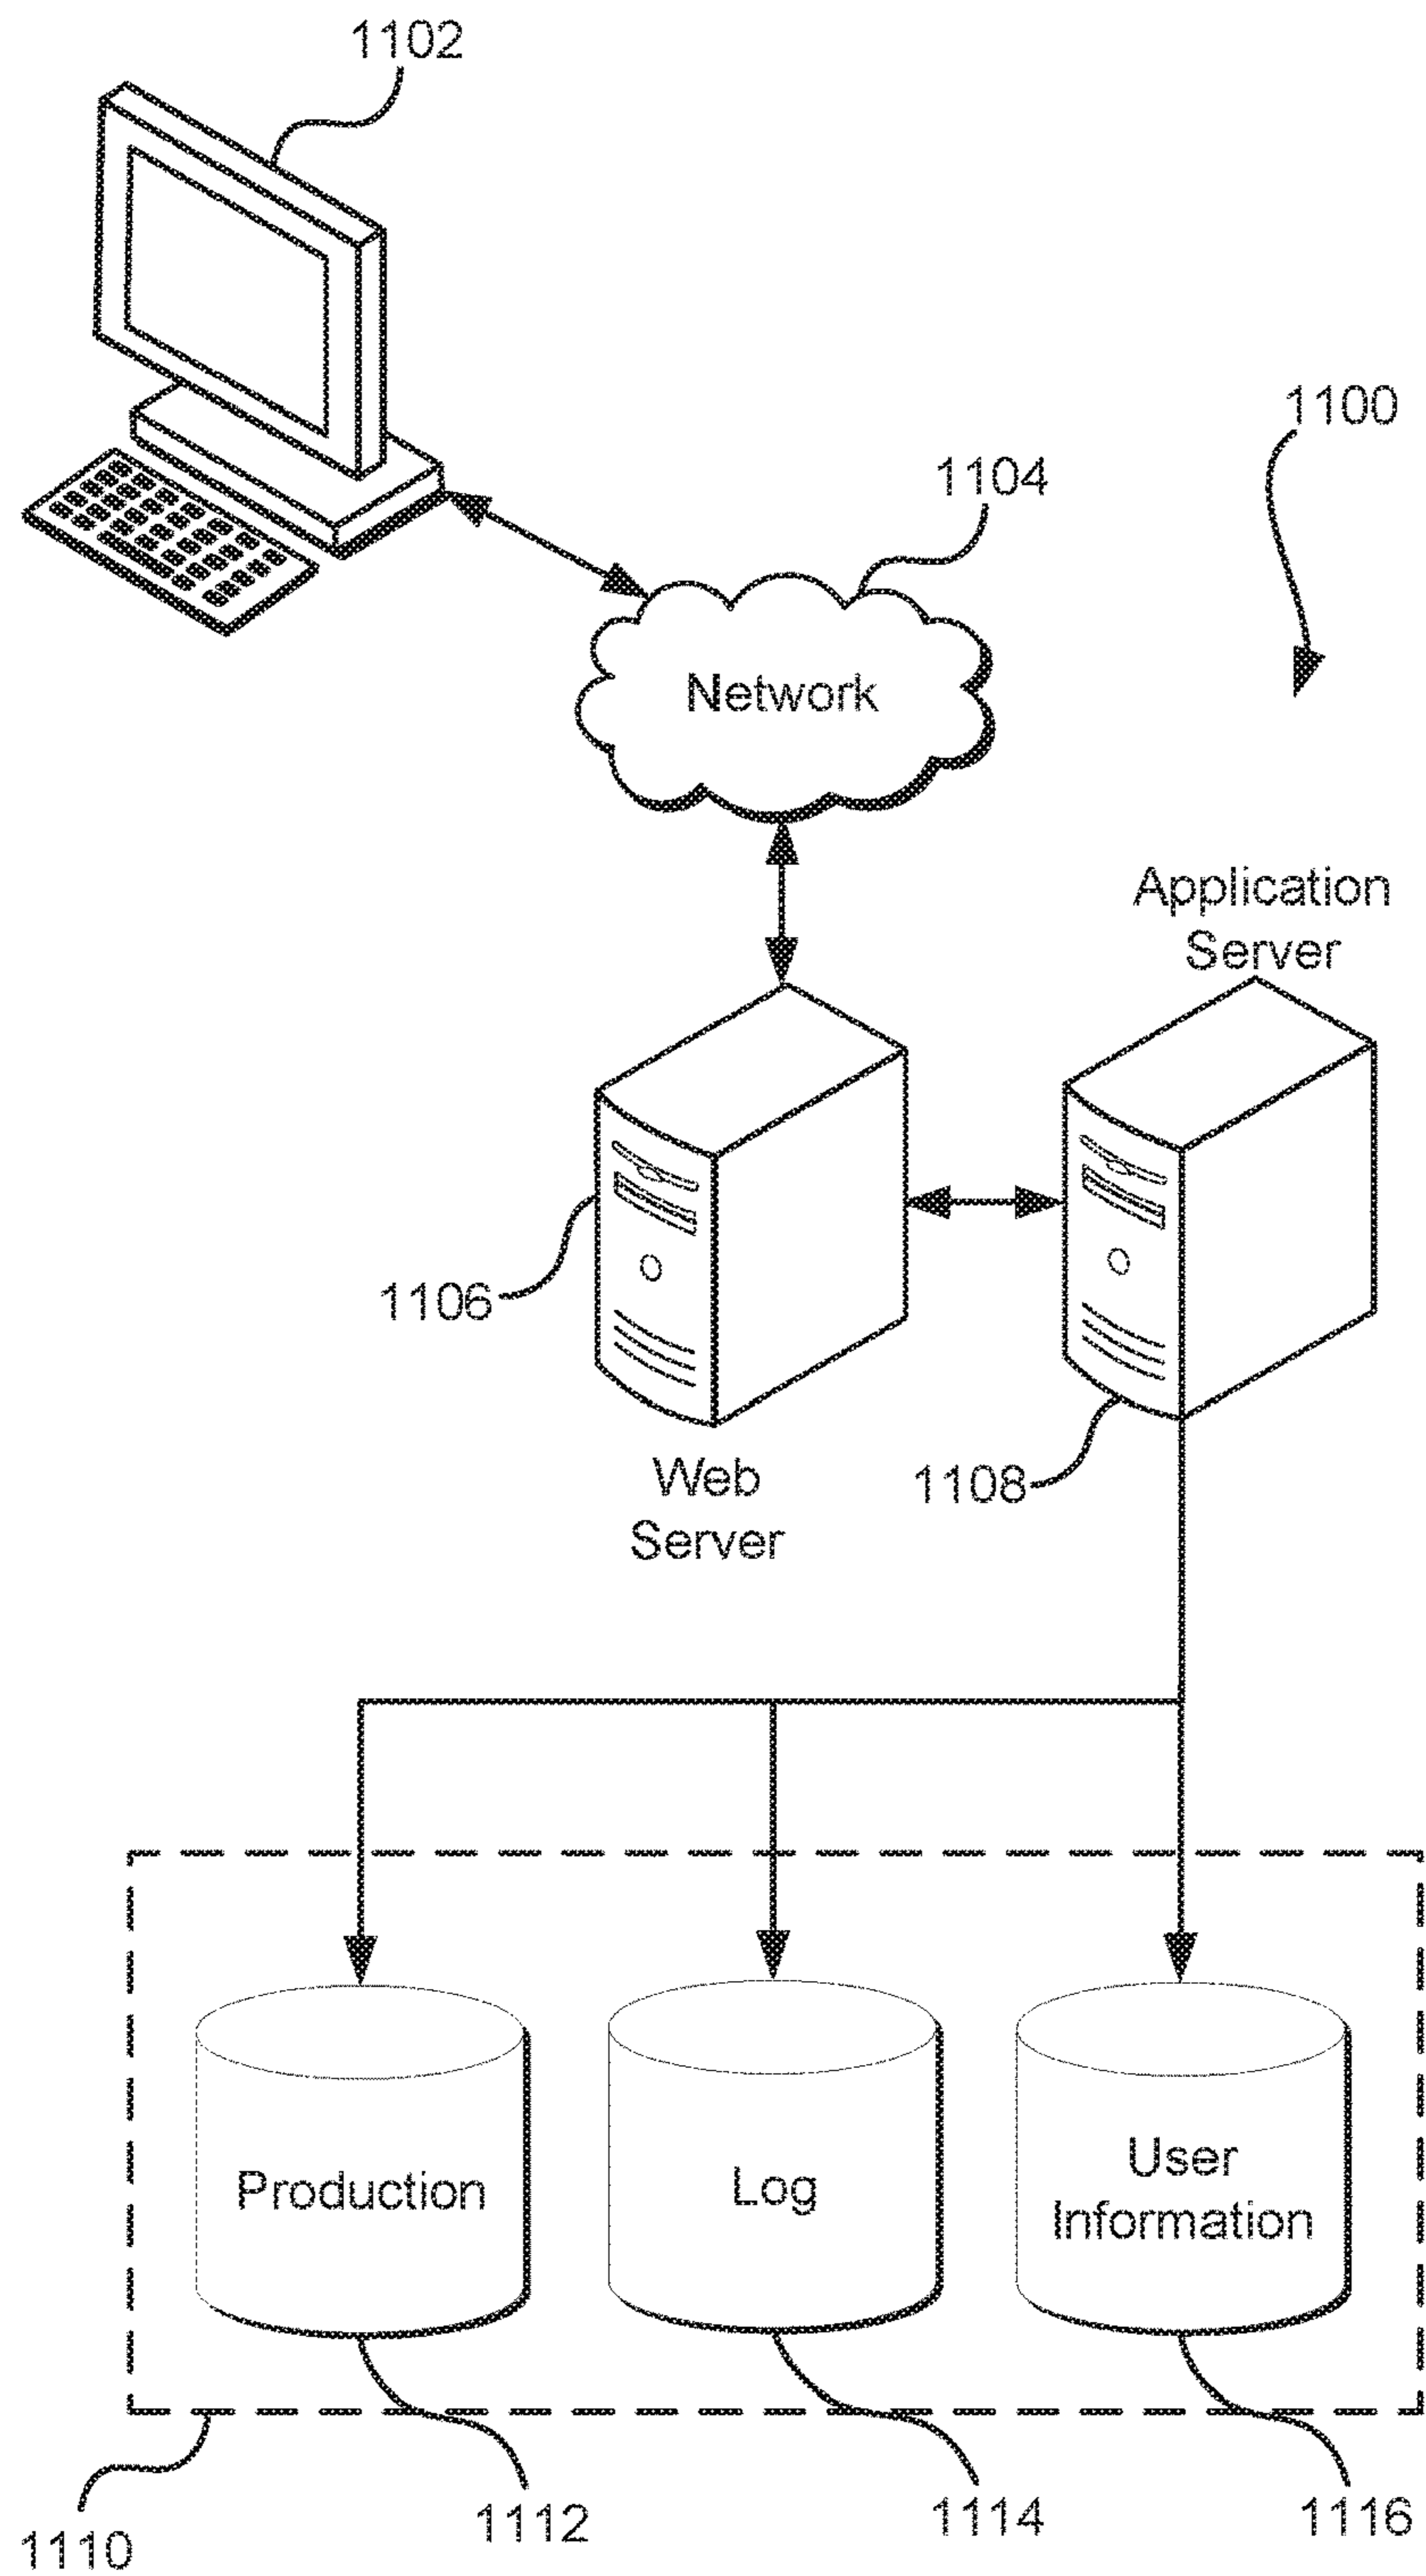 1102
1100
1104
Network
Application
Server
1106
Web
Server
1108
Production
Log
User
Information
1110
1112
1114
1116